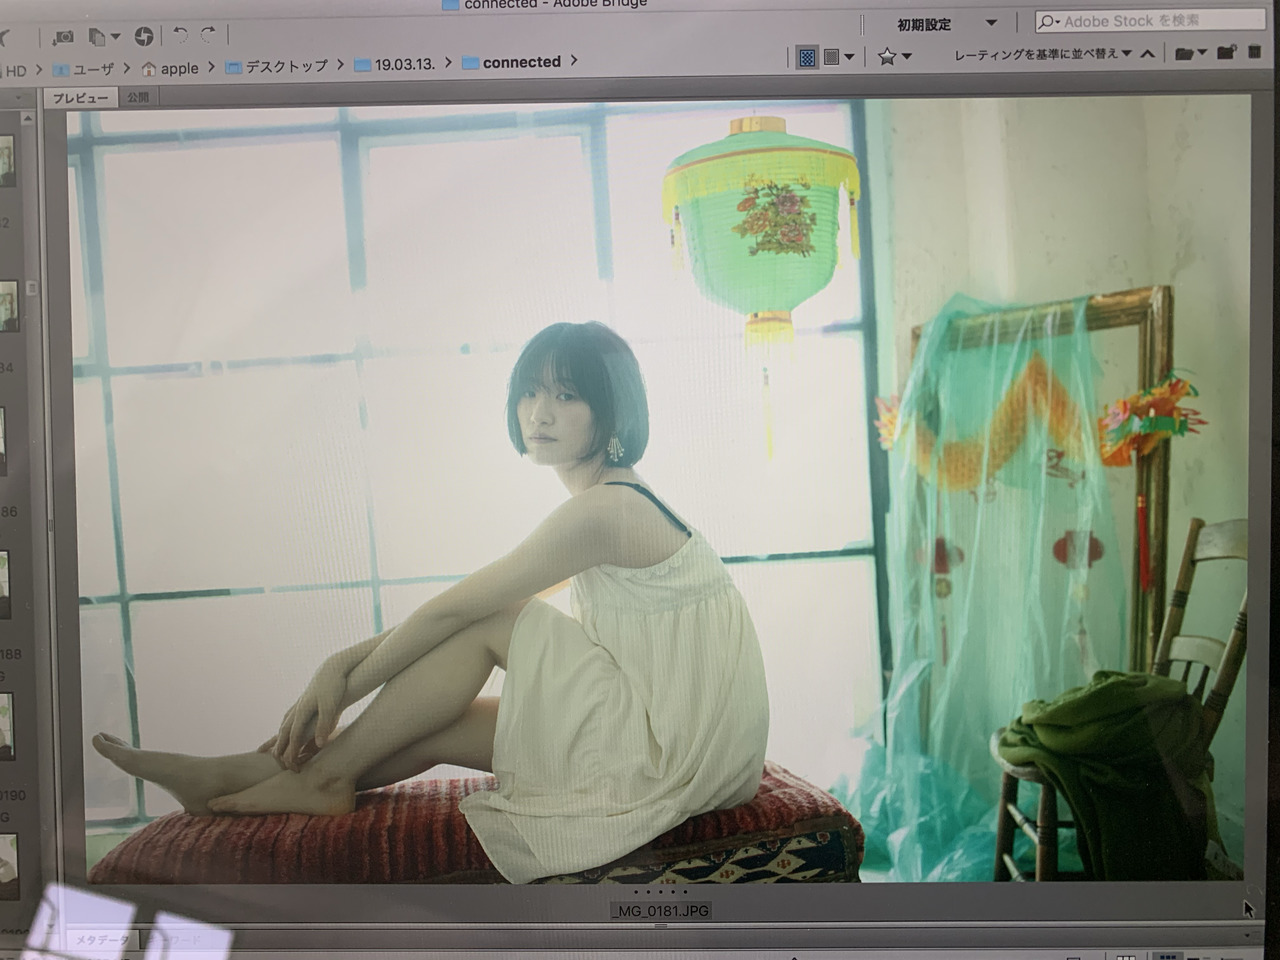 connected - Adobe Bridge
初期設定
Adobe Stock を検索
HD
ユーザ
apple
デスクトップ
19.03.13.
connected
レーティングを基準に並べ替え
プレビュー
公開
2
34
86
188
G
0190
G
_MG_0181.JPG
メタデータ
キーワード